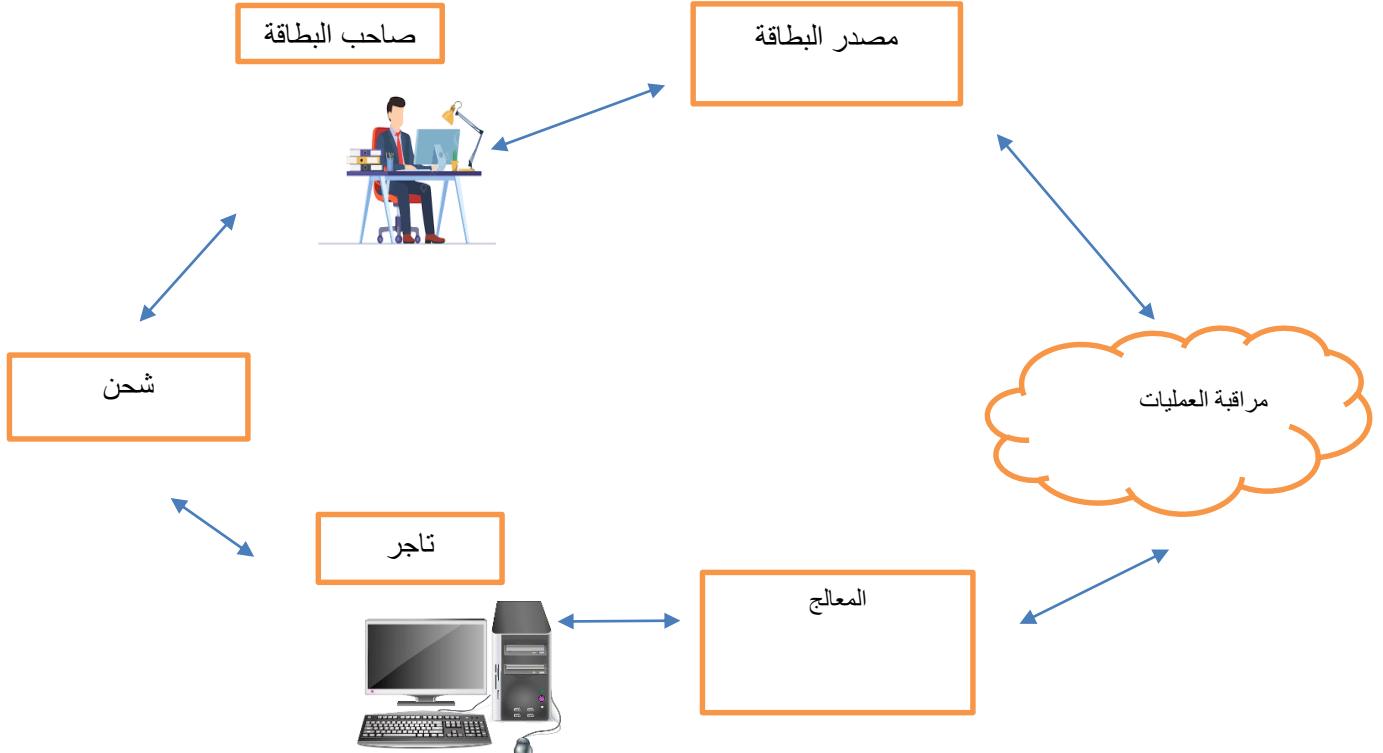 صاحب البطاقة
مصدر البطاقة
شحن
مراقبة العمليات
تاجر
المعالج